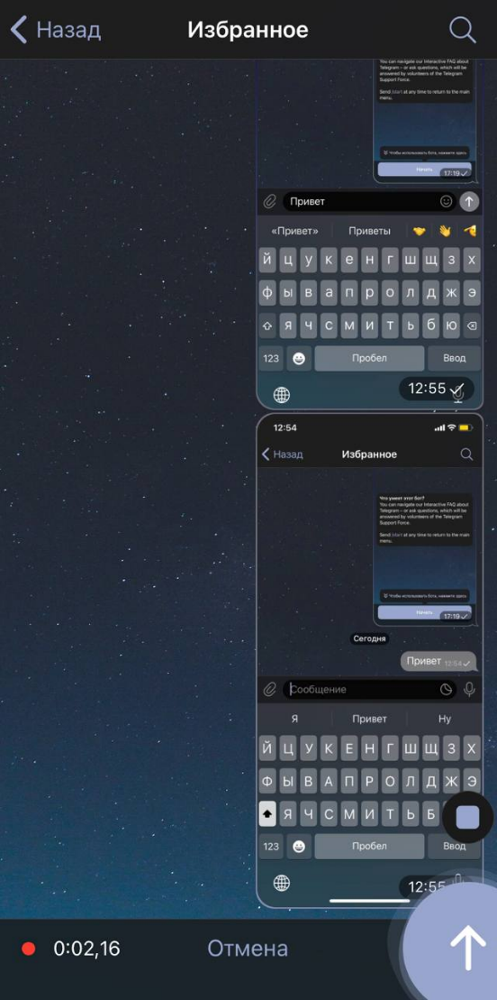 Назад
Избранное
You can navigate our Interactive FAQ about
Telegram – or ask questions, which will be
answered by volunteers of the Telegram
Support Force.
Send /start at any time to return to the main
menu.
Чтобы использовать бота, нажмите здесь
Начать
17:19
Привет
«Привет» Приветы
й ц у к е н г ш щ з х
ф ы в а п р о л д ж э
я ч с м и т ь б ю
123 Пробел Ввод
12:55
12:54
Назад Избранное
Что умеет этот бот?
You can navigate our Interactive FAQ about
Telegram – or ask questions, which will be
answered by volunteers of the Telegram
Support Force.
Send /start at any time to return to the main
menu.
Чтобы использовать бота, нажмите здесь
Начать
17:19
Сегодня
Привет 12:54
Сообщение
Я Привет Ну
Й Ц У К Е Н Г Ш Щ З Х
Ф Ы В А П Р О Л Д Ж Э
Я Ч С М И Т Ь Б
123 Пробел Ввод
12:55
0:02,16 Отмена